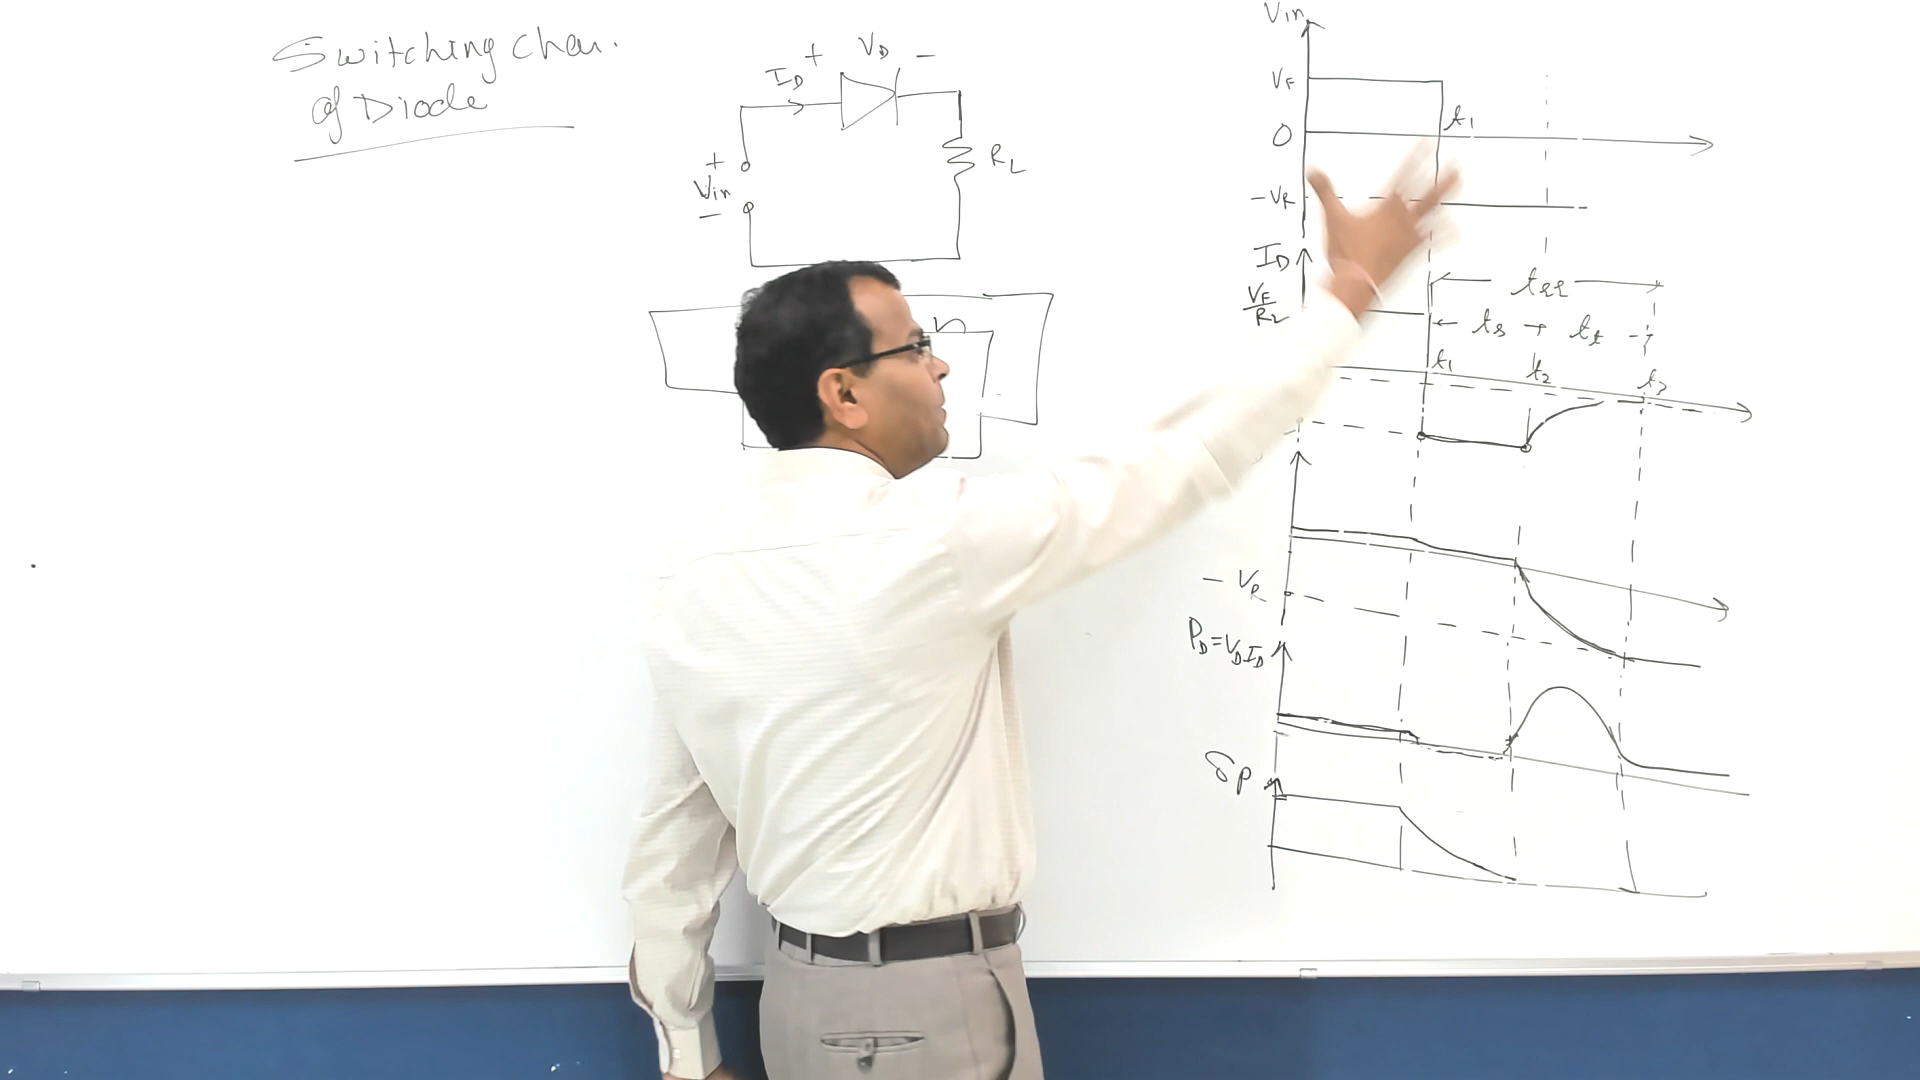 Switching Char.
of Diode
+ VD -
ID
+
Vin
-
RL
n
Vin
VF
0
t1
-VR
ID
VF/RL
trr
ts
tt
t1 t2 t3
- VR
PD=VDID
δp